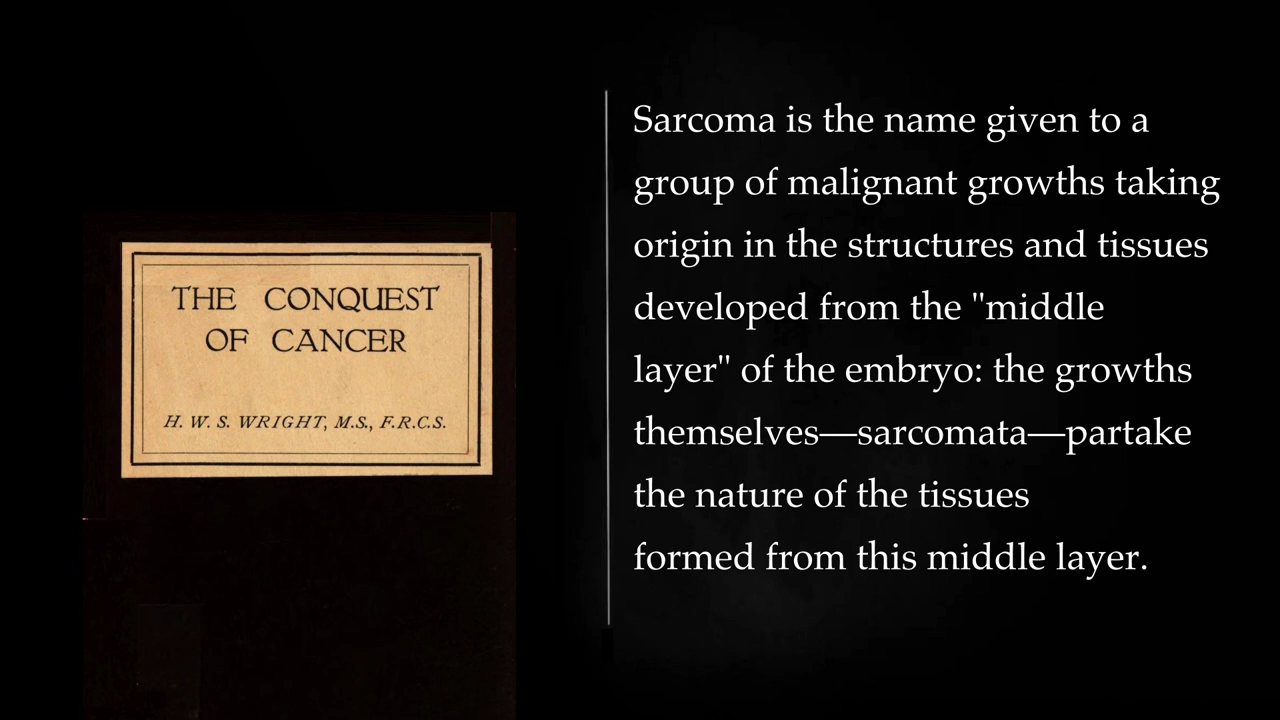 THE CONQUEST
OF CANCER
H. W. S. WRIGHT, M.S., F.R.C.S.
Sarcoma is the name given to a
group of malignant growths taking
origin in the structures and tissues
developed from the "middle
layer" of the embryo: the growths
themselves—sarcomata—partake
the nature of the tissues
formed from this middle layer.